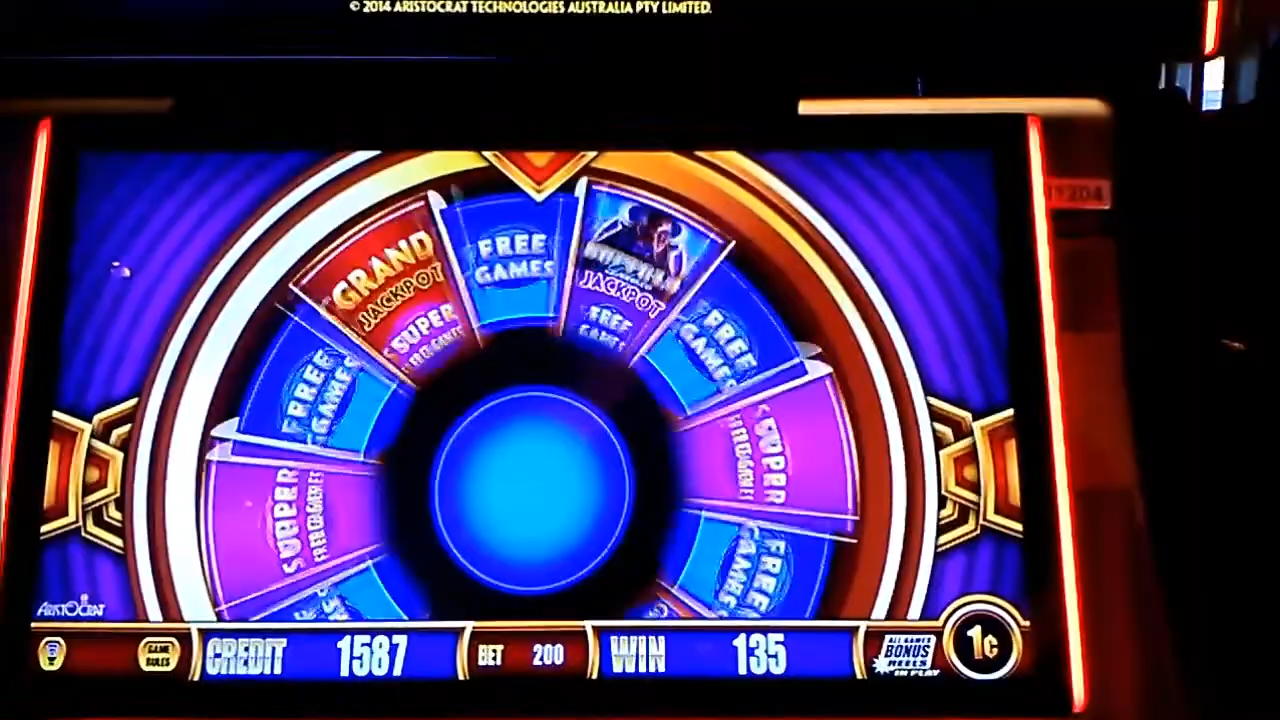 © 2014 ARISTOCRAT TECHNOLOGIES AUSTRALIA PTY LIMITED.
GRAND
JACKPOT
SUPER
FREE GAMES
FREE
GAMES
JACKPOT
FREE
GAMES
FREE
GAMES
FREE
GAMES
SUPER
FREE GAMES
SUPER
FREE GAMES
FREE
GAMES
ARISTOCRAT
GAME
RULES
CREDIT 1587
BET 200
WIN 135
ALL GAMES
BONUS
REELS
IN PLAY
1¢